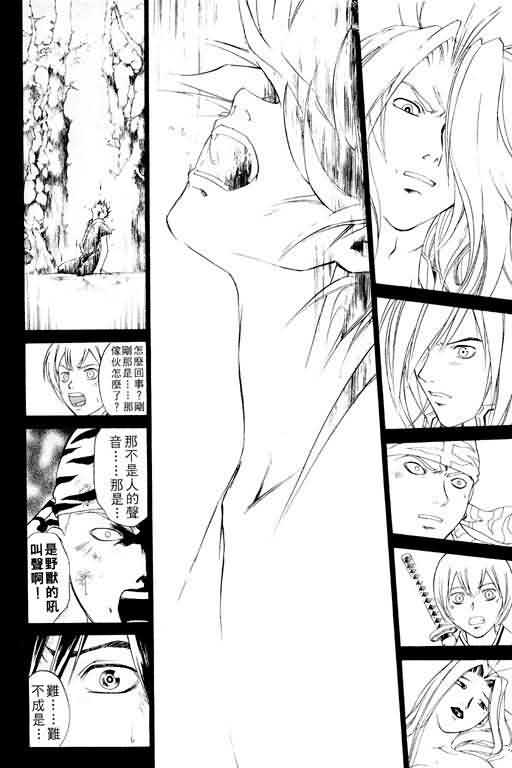 怎麼回事？剛
剛那是……那
傢伙怎麼了？
那不是人的聲
音……那是…
是野獸的吼
叫聲啊！
難……難
不成是…